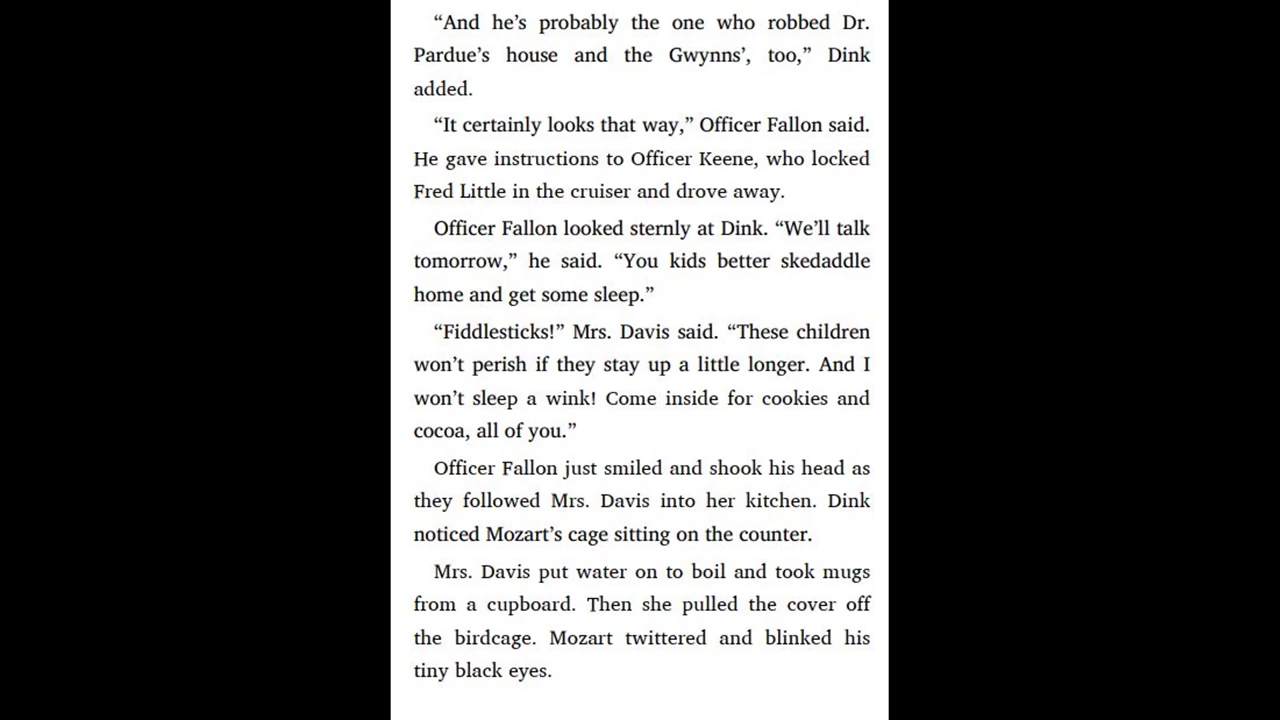 “And he’s probably the one who robbed Dr.
Pardue’s house and the Gwynns’, too,” Dink
added.
“It certainly looks that way,” Officer Fallon said.
He gave instructions to Officer Keene, who locked
Fred Little in the cruiser and drove away.
Officer Fallon looked sternly at Dink. “We’ll talk
tomorrow,” he said. “You kids better skedaddle
home and get some sleep.”
“Fiddlesticks!” Mrs. Davis said. “These children
won’t perish if they stay up a little longer. And I
won’t sleep a wink! Come inside for cookies and
cocoa, all of you.”
Officer Fallon just smiled and shook his head as
they followed Mrs. Davis into her kitchen. Dink
noticed Mozart’s cage sitting on the counter.
Mrs. Davis put water on to boil and took mugs
from a cupboard. Then she pulled the cover off
the birdcage. Mozart twittered and blinked his
tiny black eyes.